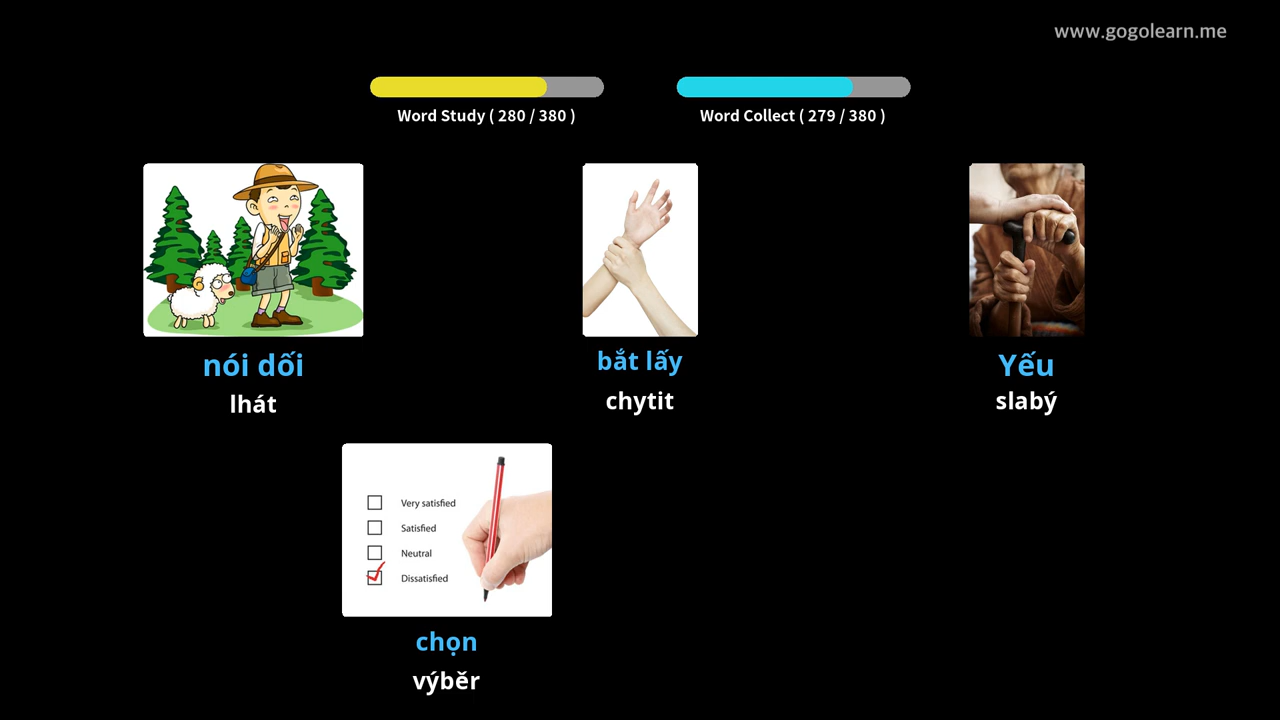 www.gogolearn.me
Word Study ( 280 / 380 )
Word Collect ( 279 / 380 )
nói dối
lhát
bắt lấy
chytit
Yếu
slabý
Very satisfied
Satisfied
Neutral
Dissatisfied
chọn
výběr